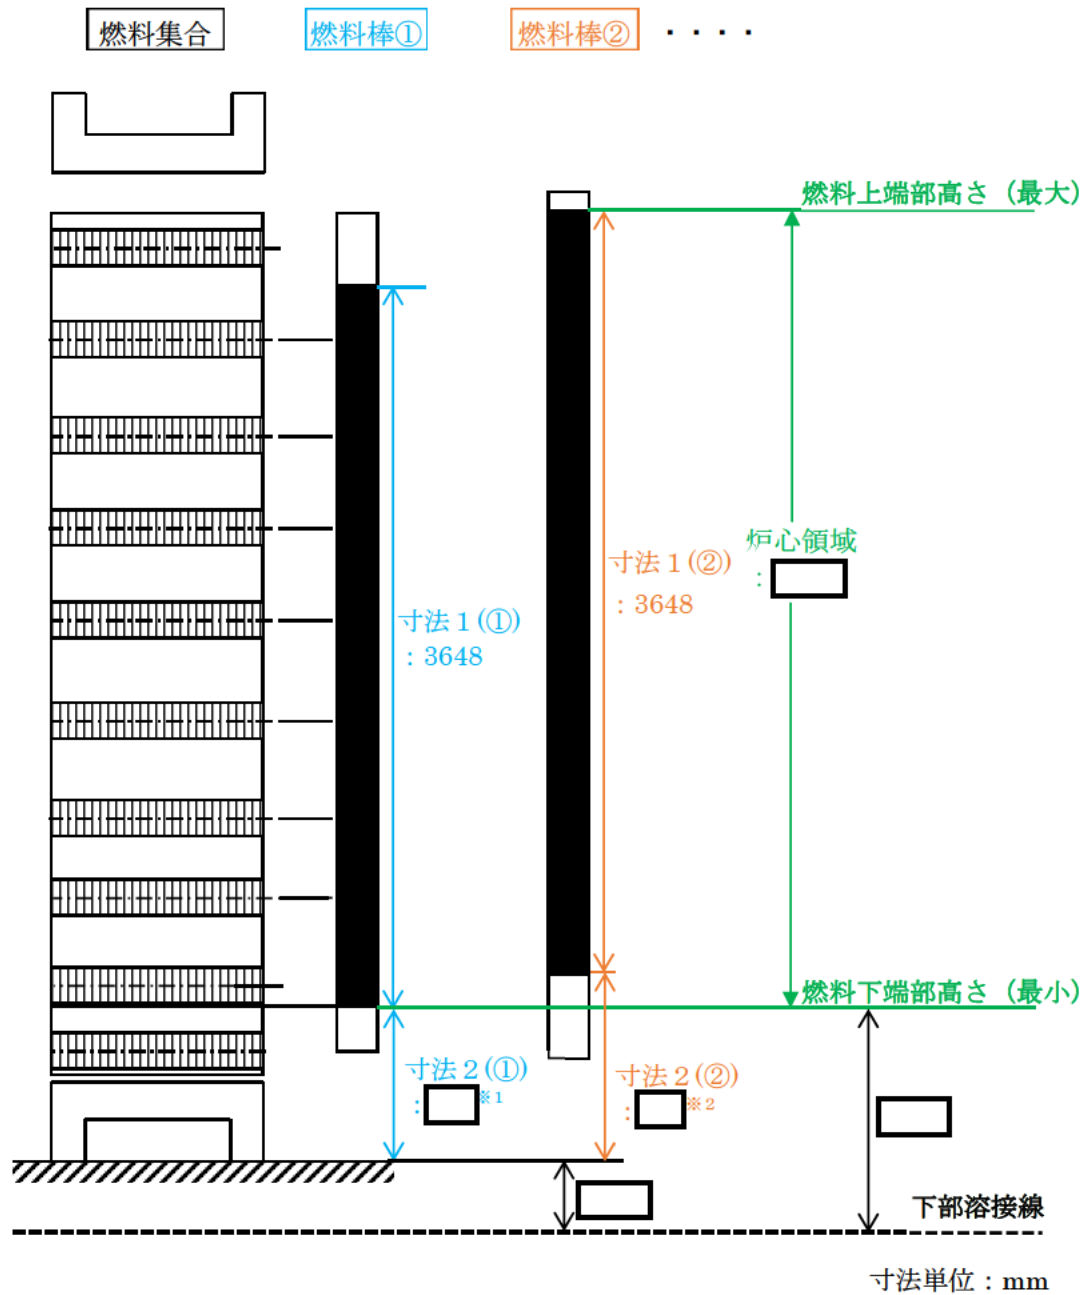 燃料集合
燃料棒①
燃料棒② ・・・・
燃料上端部高さ（最大）
炉心領域
：
寸法１(②)
：3648
寸法１(①)
：3648
燃料下端部高さ（最小）
寸法２(①)
：※１
寸法２(②)
：※２
下部溶接線
寸法単位：mm